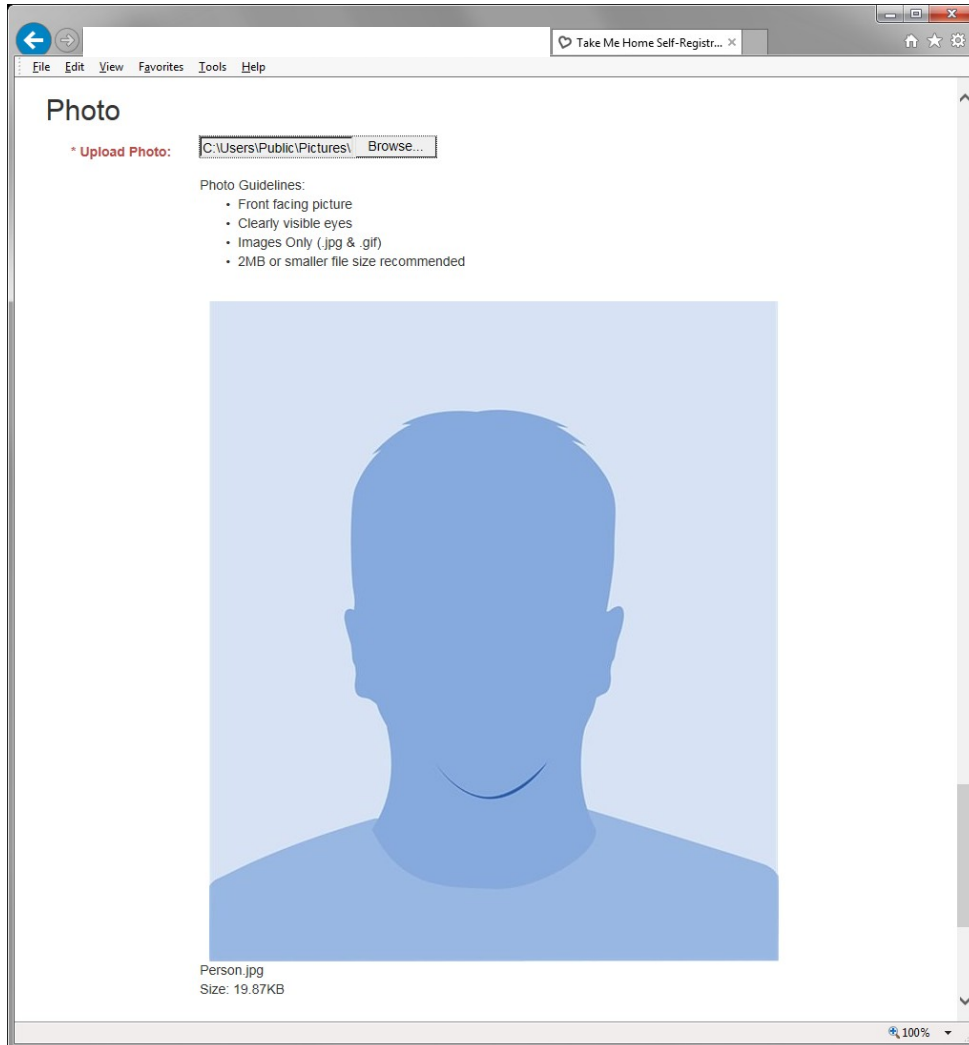 Take Me Home Self-Registr...
File Edit View Favorites Tools Help
Photo
* Upload Photo: C:\Users\Public\Pictures\ Browse...
Photo Guidelines:
• Front facing picture
• Clearly visible eyes
• Images Only (.jpg & .gif)
• 2MB or smaller file size recommended
Person.jpg
Size: 19.87KB
100%